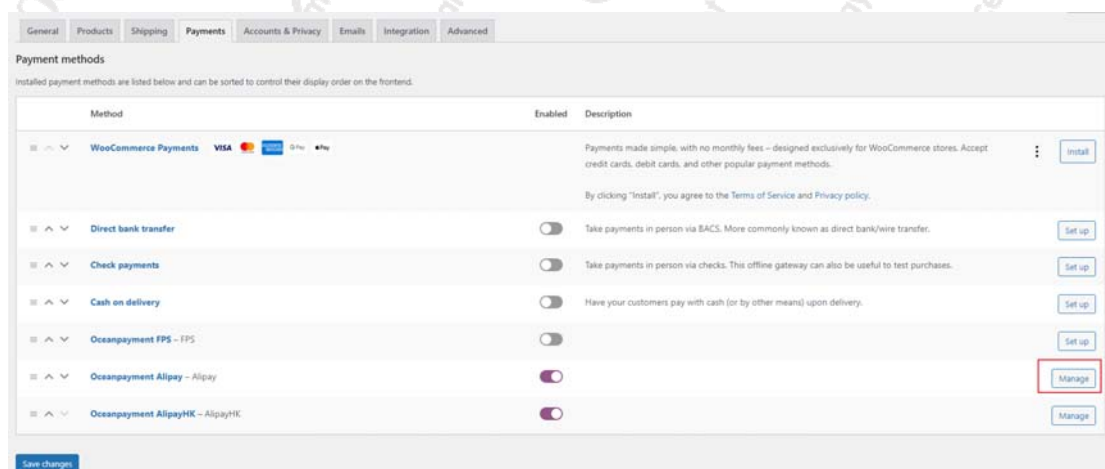 General Products Shipping Payments Accounts & Privacy Emails Integration Advanced
Payment methods
Installed payment methods are listed below and can be sorted to control their display order on the frontend.
Method Enabled Description
WooCommerce Payments VISA G Pay Pay Payments made simple, with no monthly fees – designed exclusively for WooCommerce stores. Accept Install
credit cards, debit cards, and other popular payment methods.
By clicking "Install", you agree to the Terms of Service and Privacy policy.
Direct bank transfer Take payments in person via BACS. More commonly known as direct bank/wire transfer. Set up
Check payments Take payments in person via checks. This offline gateway can also be useful to test purchases. Set up
Cash on delivery Have your customers pay with cash (or by other means) upon delivery. Set up
Oceanpayment FPS – FPS Set up
Oceanpayment Alipay – Alipay Manage
Oceanpayment AlipayHK – AlipayHK Manage
Save changes